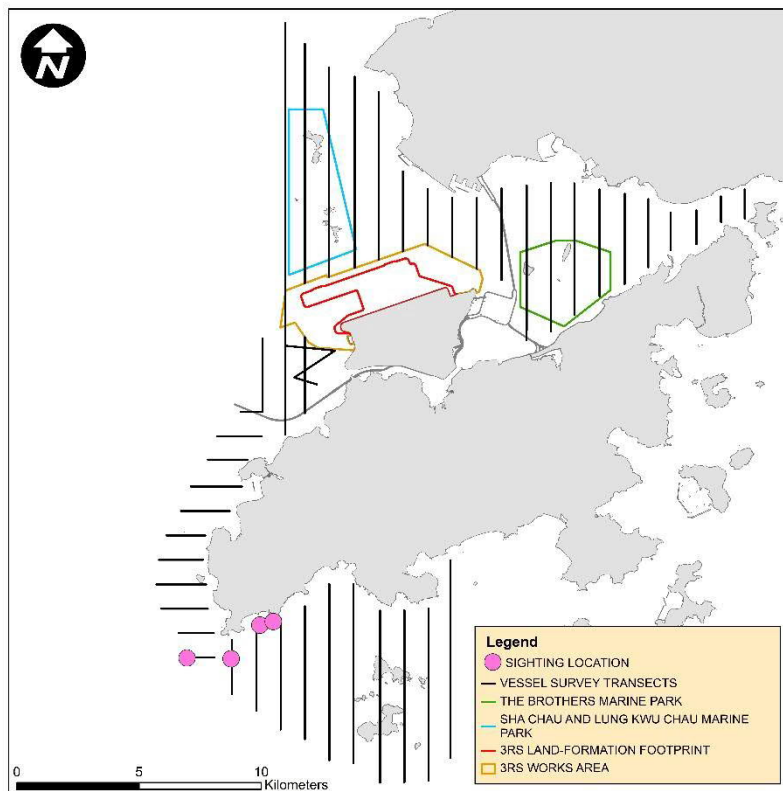 N
Legend
SIGHTING LOCATION
VESSEL SURVEY TRANSECTS
THE BROTHERS MARINE PARK
SHA CHAU AND LUNG KWU CHAU MARINE
PARK
3RS LAND-FORMATION FOOTPRINT
3RS WORKS AREA
0 5 10
Kilometers